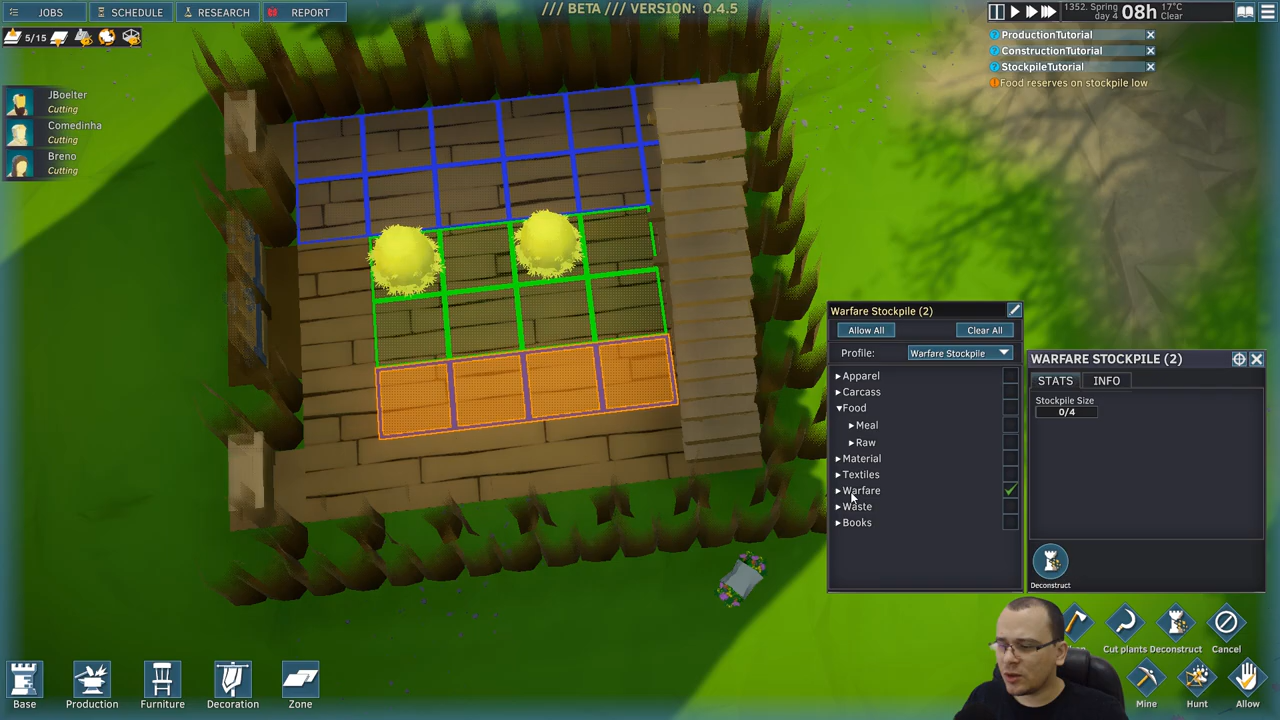 JOBS
SCHEDULE
RESEARCH
REPORT
/// BETA /// VERSION: 0.4.5
1352. Spring
day 4
08h
17°C
Clear
5/15
ProductionTutorial
ConstructionTutorial
StockpileTutorial
Food reserves on stockpile low
JBoelter
Cutting
Comedinha
Cutting
Breno
Cutting
Warfare Stockpile (2)
Allow All
Clear All
Profile:
Warfare Stockpile
Apparel
Carcass
Food
Meal
Raw
Material
Textiles
Warfare
Waste
Books
WARFARE STOCKPILE (2)
STATS
INFO
Stockpile Size
0/4
Deconstruct
Cut plants
Deconstruct
Cancel
Mine
Hunt
Allow
Base
Production
Furniture
Decoration
Zone